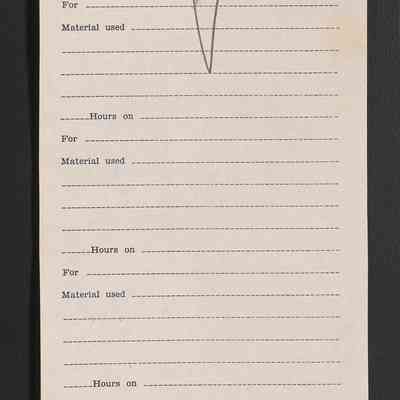 For
Material used
Hours on
For
Material used
Hours on
For
Material used
Hours on